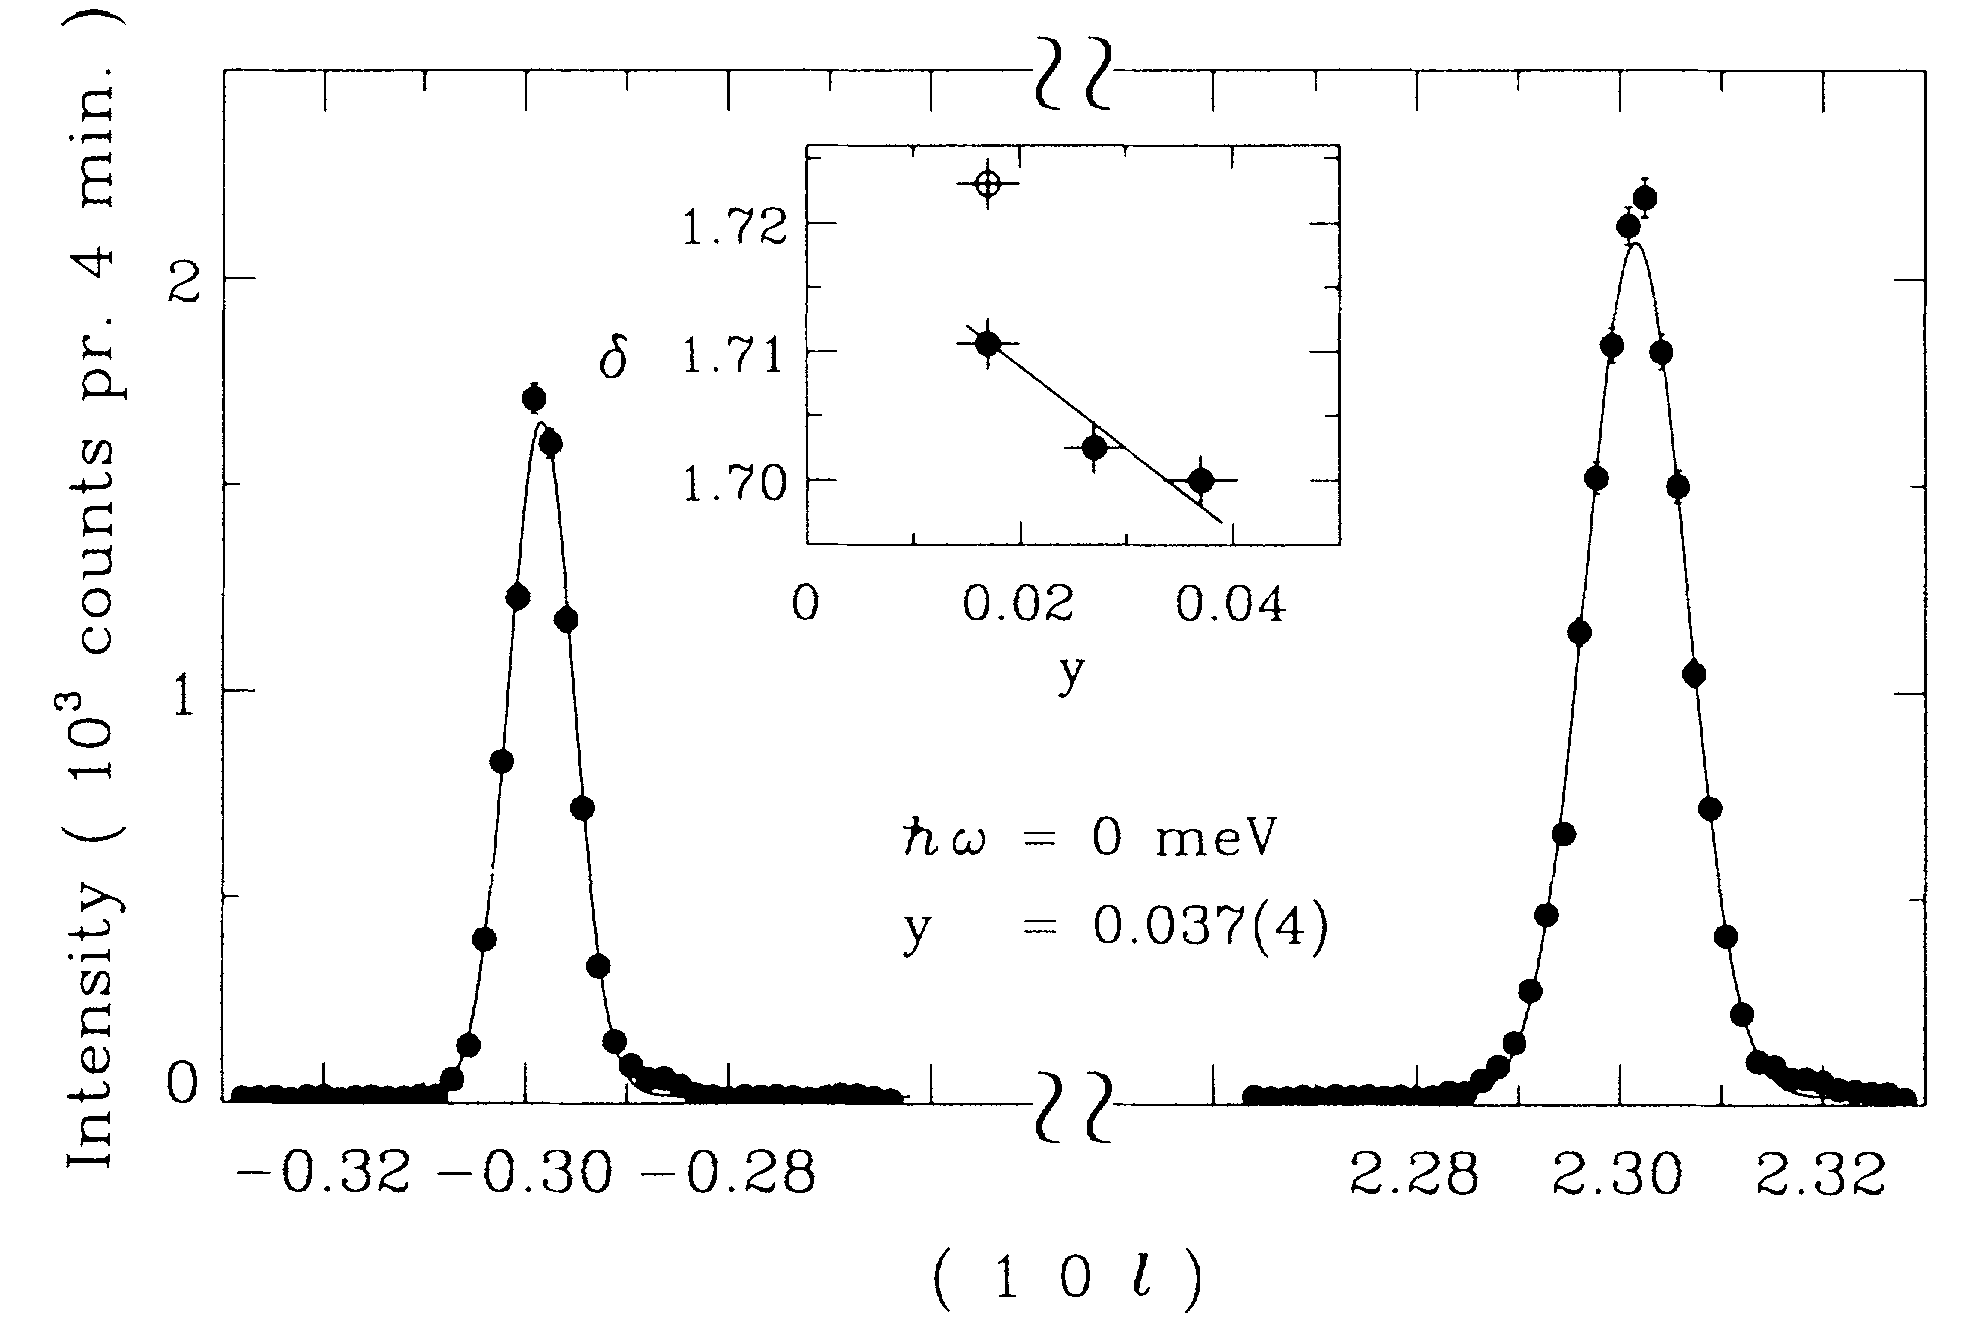 Intensity ( 10³ counts pr. 4 min. )
2
1
0
δ
1.72
1.71
1.70
0 0.02 0.04
y
ℏω = 0 meV
y = 0.037(4)
−0.32 −0.30 −0.28 2.28 2.30 2.32
( 1 0 l )